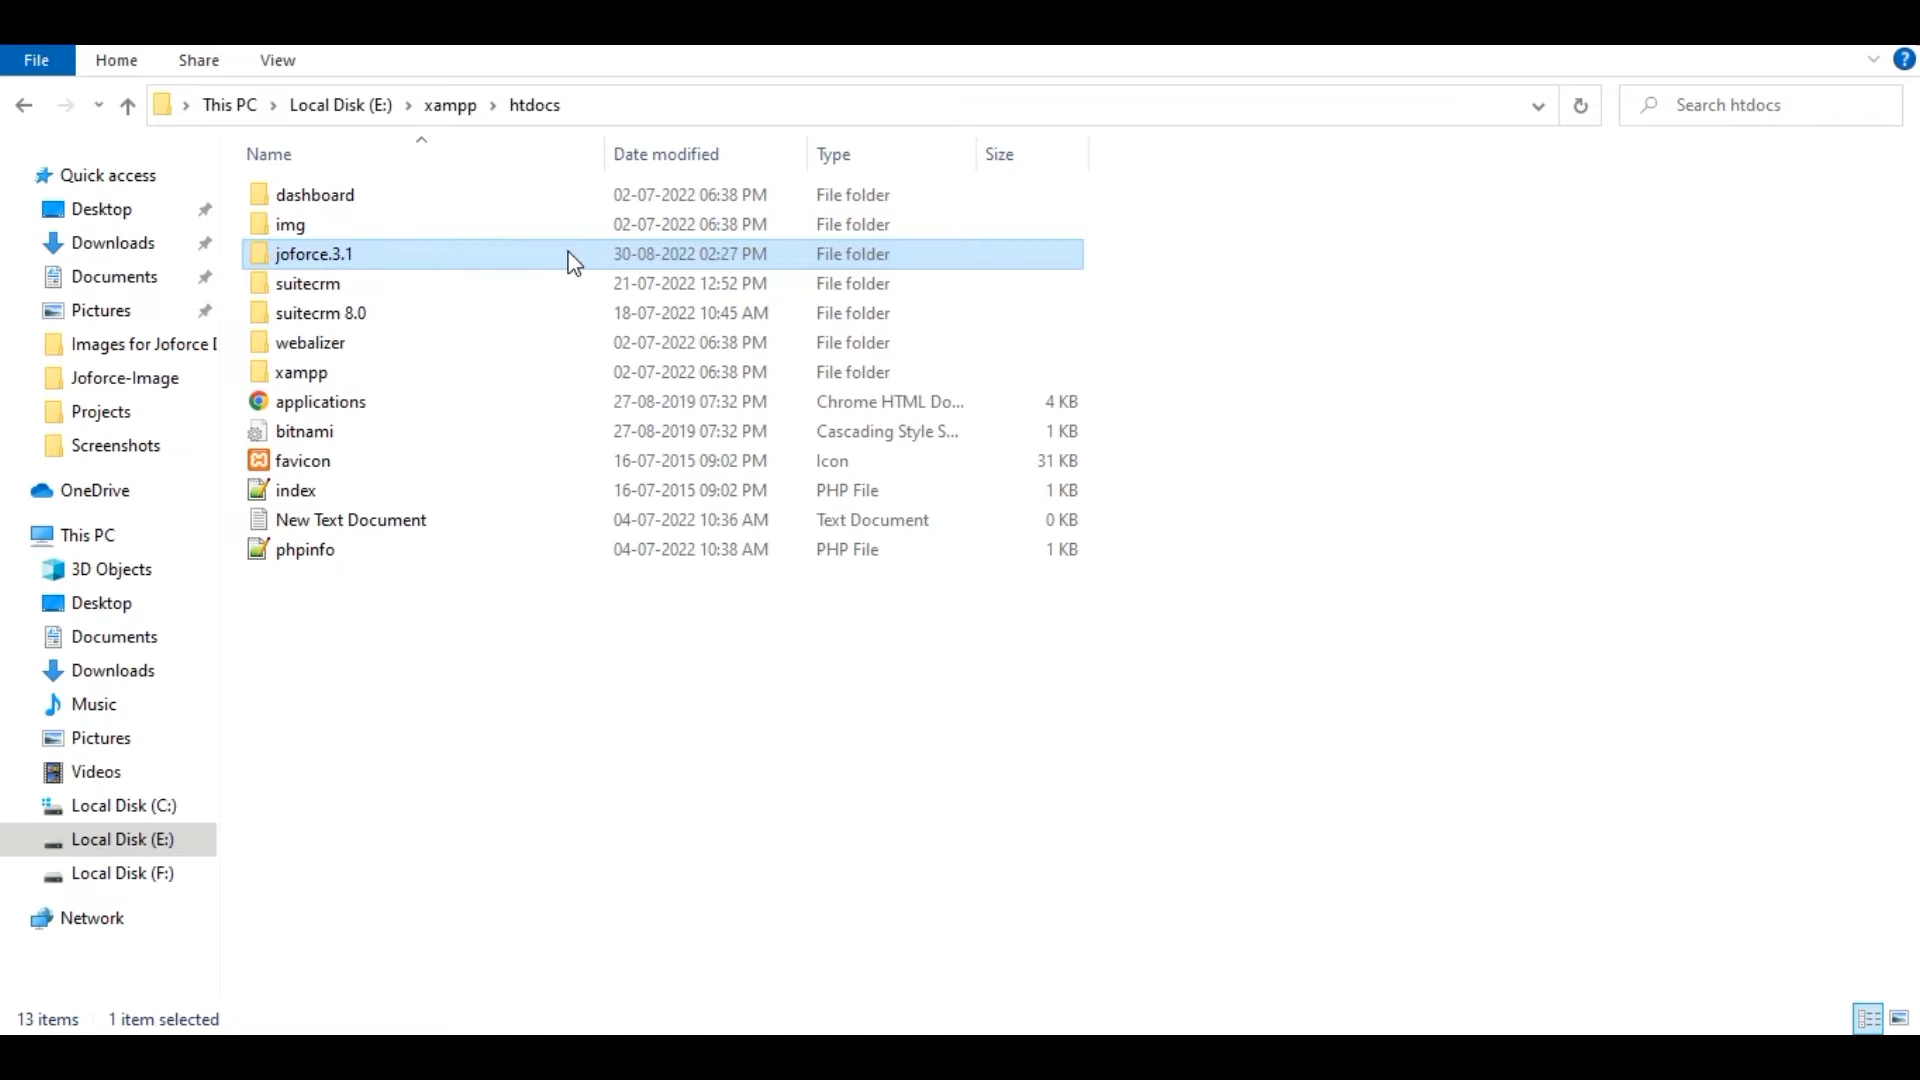 File Home Share View
This PC Local Disk (E:) xampp htdocs Search htdocs
Name Date modified Type Size
Quick access
Desktop
Downloads
Documents
Pictures
Images for Joforce D
Joforce-Image
Projects
Screenshots
OneDrive
This PC
3D Objects
Desktop
Documents
Downloads
Music
Pictures
Videos
Local Disk (C:)
Local Disk (E:)
Local Disk (F:)
Network
dashboard 02-07-2022 06:38 PM File folder
img 02-07-2022 06:38 PM File folder
joforce.3.1 30-08-2022 02:27 PM File folder
suitecrm 21-07-2022 12:52 PM File folder
suitecrm 8.0 18-07-2022 10:45 AM File folder
webalizer 02-07-2022 06:38 PM File folder
xampp 02-07-2022 06:38 PM File folder
applications 27-08-2019 07:32 PM Chrome HTML Do... 4 KB
bitnami 27-08-2019 07:32 PM Cascading Style S... 1 KB
favicon 16-07-2015 09:02 PM Icon 31 KB
index 16-07-2015 09:02 PM PHP File 1 KB
New Text Document 04-07-2022 10:36 AM Text Document 0 KB
phpinfo 04-07-2022 10:38 AM PHP File 1 KB
13 items 1 item selected